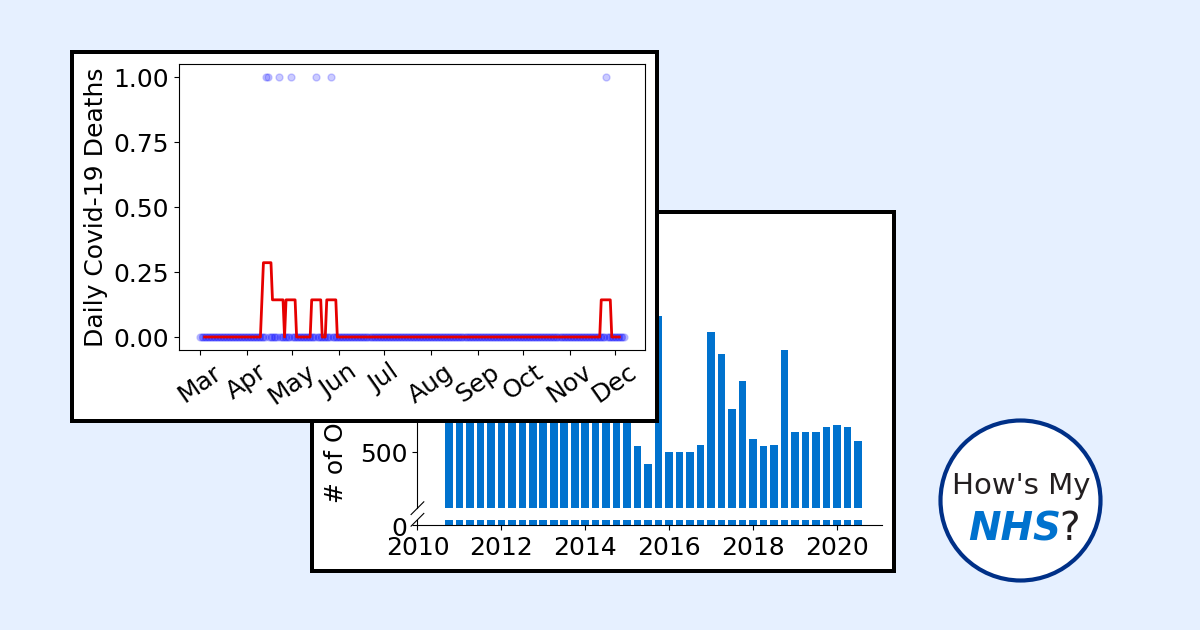 Daily Covid-19 Deaths
1.00
0.75
0.50
0.25
0.00
Mar Apr May Jun Jul Aug Sep Oct Nov Dec
# of O
500
0
2010 2012 2014 2016 2018 2020
How's My
NHS?